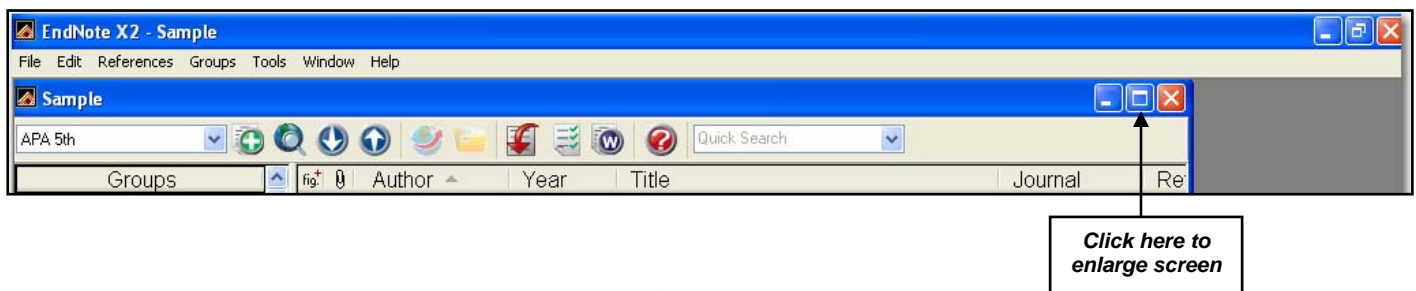 EndNote X2 - Sample
File Edit References Groups Tools Window Help
Sample
APA 5th Quick Search
Groups fig. Author Year Title Journal Re
Click here to
enlarge screen